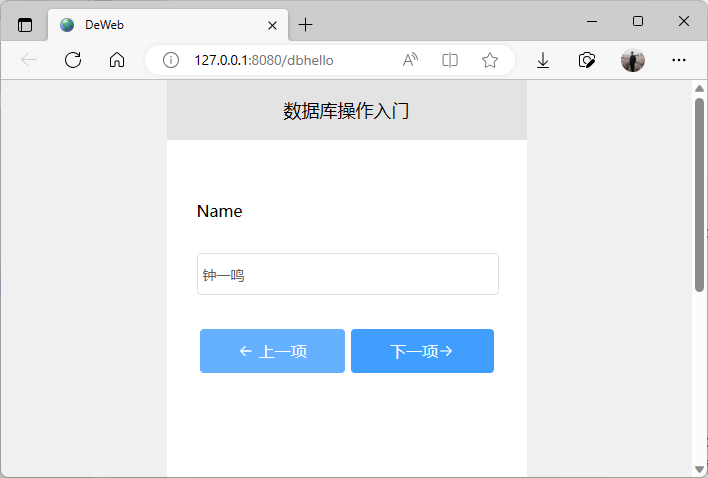 DeWeb
127.0.0.1:8080/dbhello
数据库操作入门
Name
钟一鸣
← 上一项
下一项→